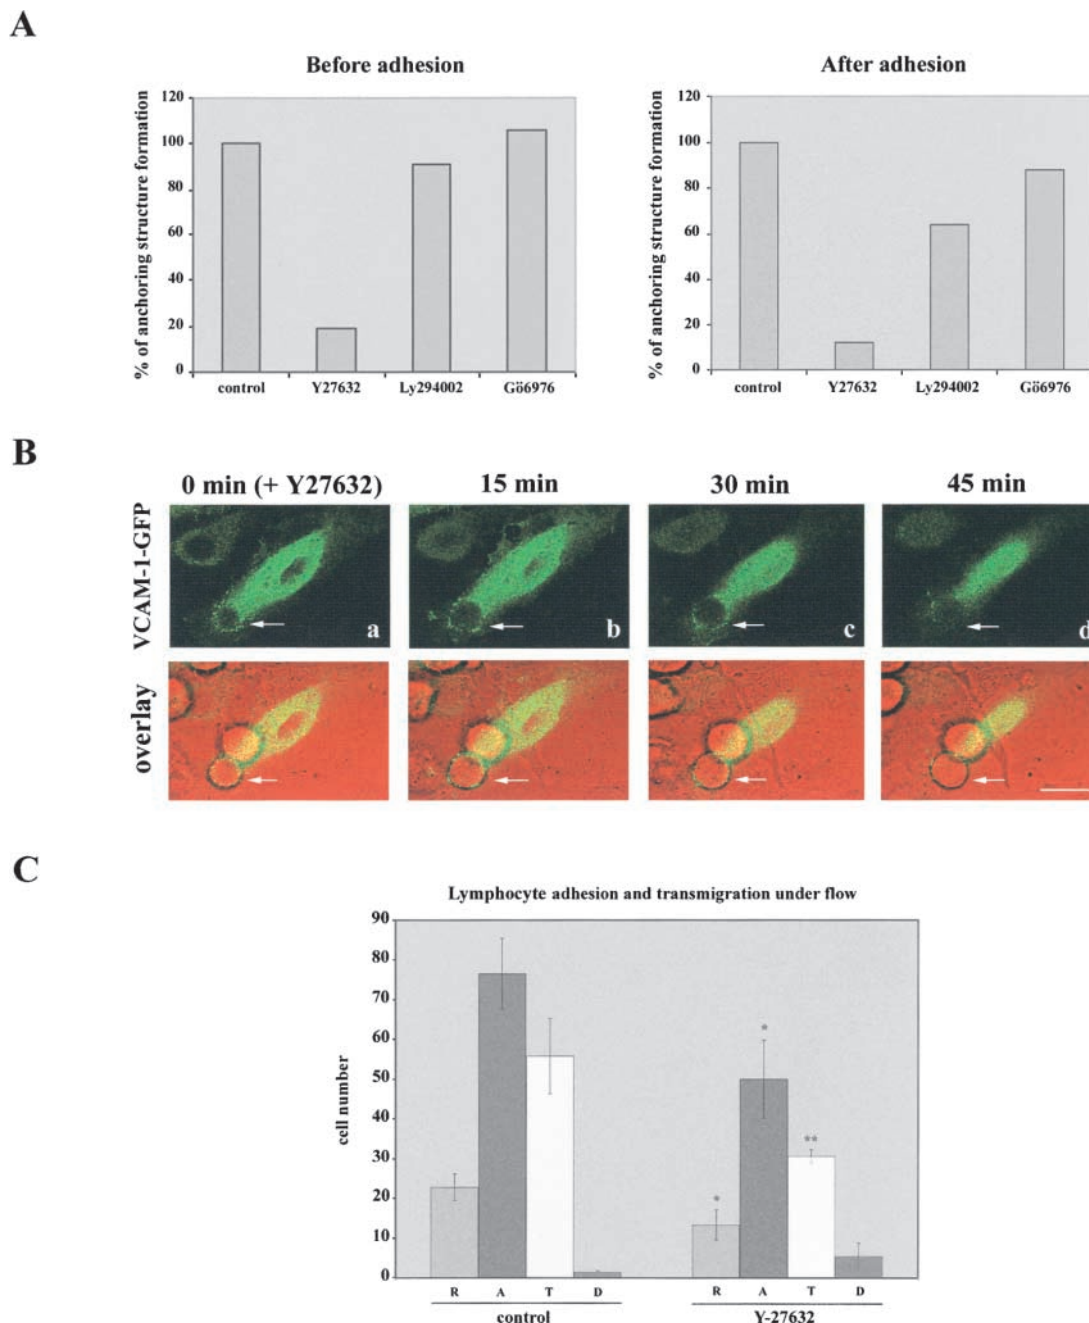 A
Before adhesion
% of anchoring structure formation
120
100
80
60
40
20
0
control Y27632 Ly294002 Gö6976
After adhesion
% of anchoring structure formation
120
100
80
60
40
20
0
control Y27632 Ly294002 Gö6976
B
0 min (+ Y27632) 15 min 30 min 45 min
VCAM-1-GFP
a b c d
overlay
C
Lymphocyte adhesion and transmigration under flow
cell number
90
80
70
60
50
40
30
20
10
0
* * **
R A T D R A T D
control Y-27632